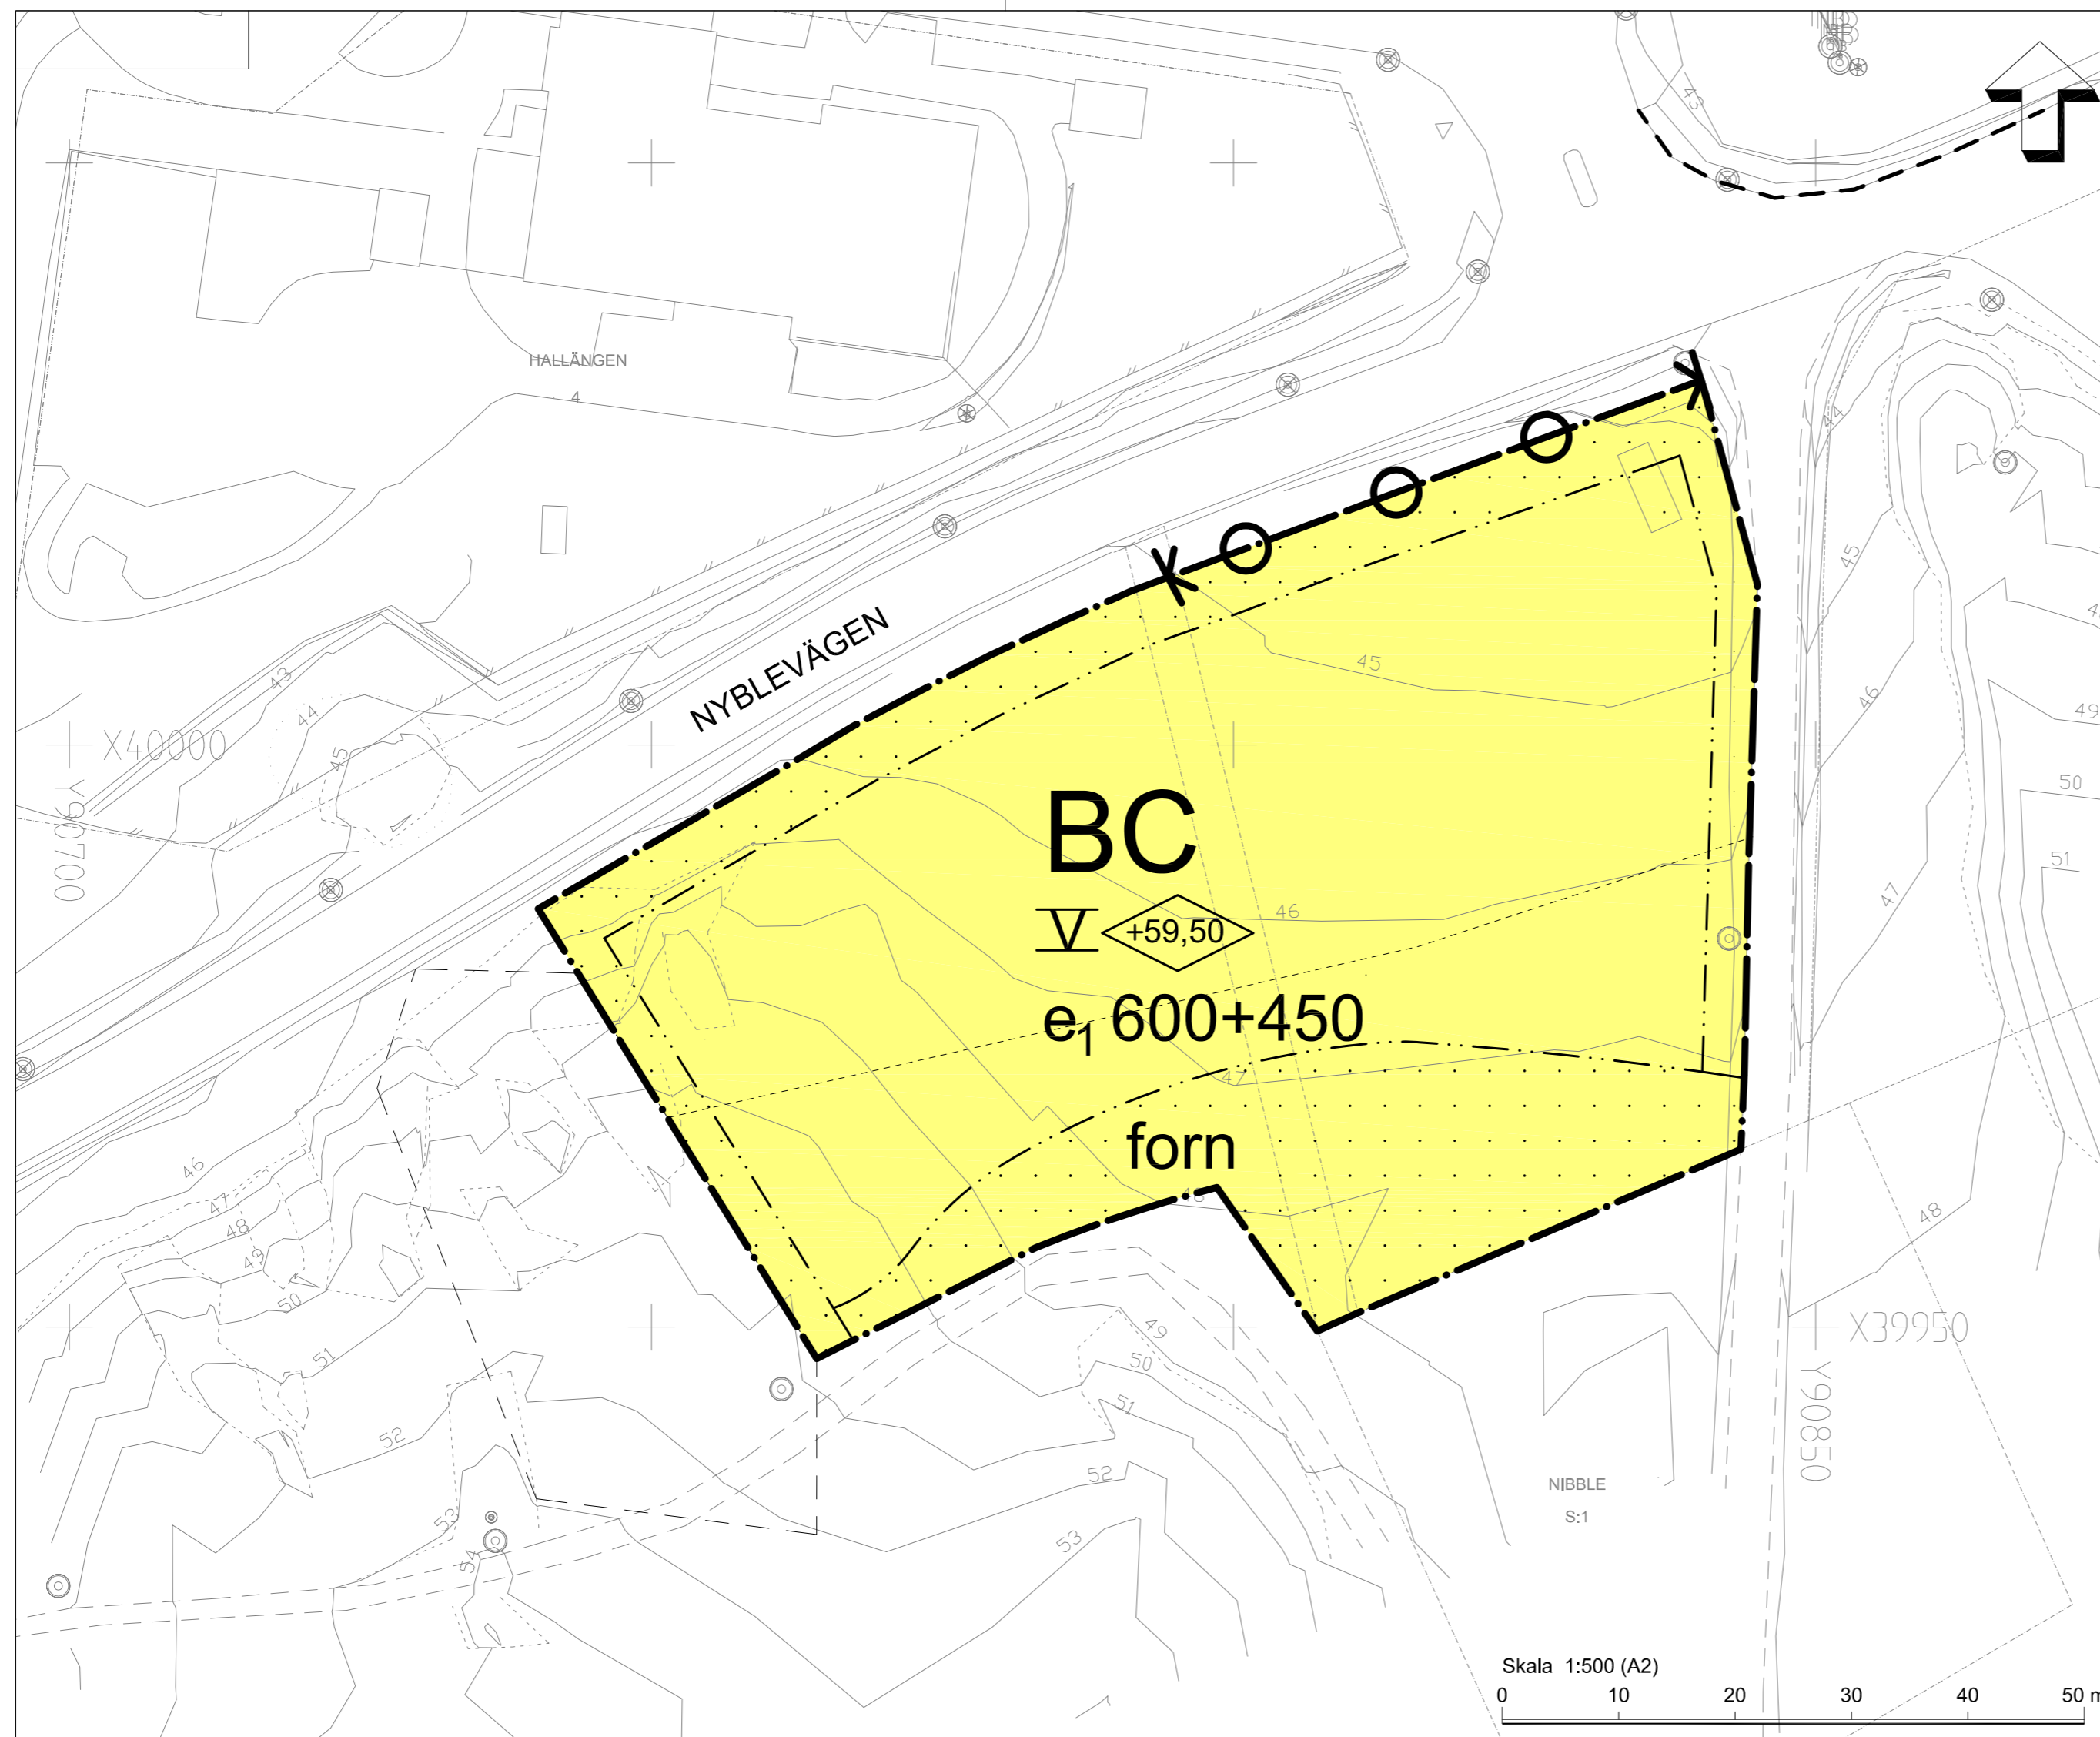 43
HALLÄNGEN
4
44
45
NYBLEVÄGEN
45
43
44
46
49
X40000
45
50
Y90700
BC
51
47
46
V
+59,50
e1 600+450
47
forn
46
47
48
48
49
50
X39950
49
51
50
Y90850
51
52
52
NIBBLE
53
53
S:1
54
Skala 1:500 (A2)
0 10 20 30 40 50 m